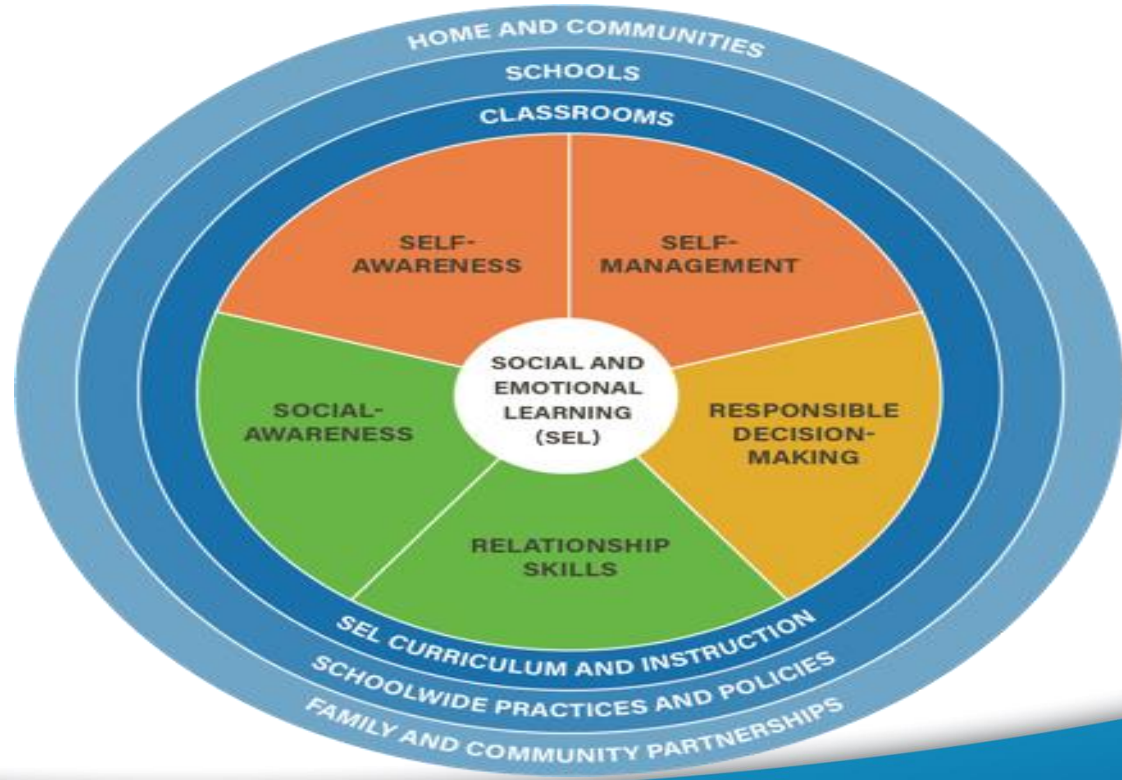 HOME AND COMMUNITIES
SCHOOLS
CLASSROOMS
SELF-
AWARENESS
SELF-
MANAGEMENT
SOCIAL AND
EMOTIONAL
LEARNING
(SEL)
SOCIAL-
AWARENESS
RESPONSIBLE
DECISION-
MAKING
RELATIONSHIP
SKILLS
SEL CURRICULUM AND INSTRUCTION
SCHOOLWIDE PRACTICES AND POLICIES
FAMILY AND COMMUNITY PARTNERSHIPS